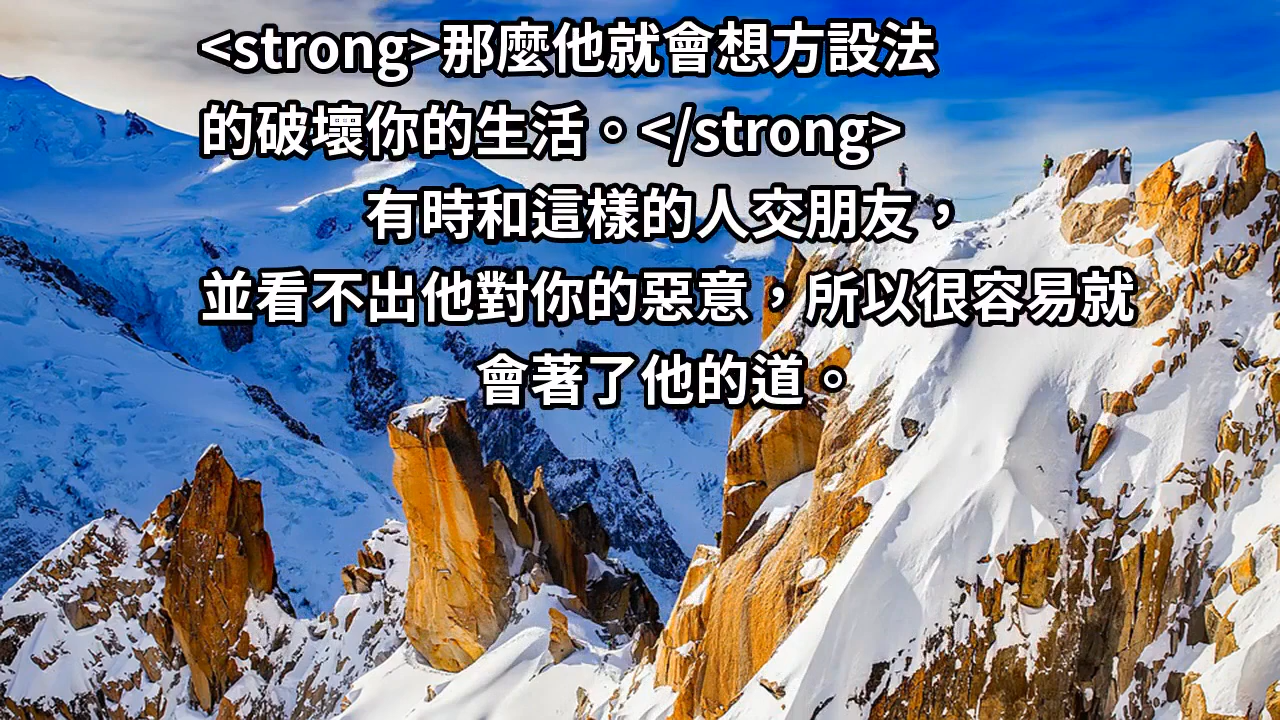 <strong>那麼他就會想方設法
的破壞你的生活。</strong>
有時和這樣的人交朋友，
並看不出他對你的惡意，所以很容易就
會著了他的道。